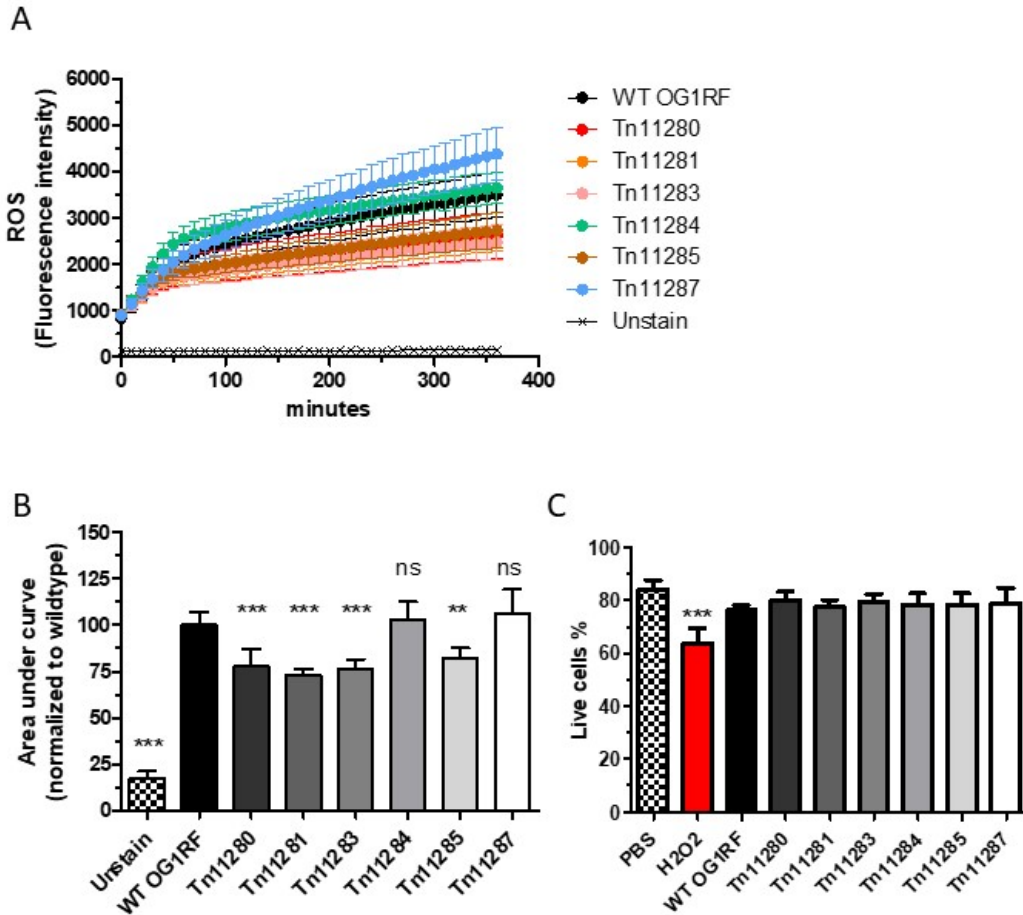 A
ROS
(Fluorescence intensity)
6000
5000
4000
3000
2000
1000
0
0 100 200 300 400
minutes
WT OG1RF
Tn11280
Tn11281
Tn11283
Tn11284
Tn11285
Tn11287
Unstain
B
Area under curve
(normalized to wildtype)
150
125
100
75
50
25
0
***
***
***
***
ns
**
ns
Unstain
WT OG1RF
Tn11280
Tn11281
Tn11283
Tn11284
Tn11285
Tn11287
C
Live cells %
100
80
60
40
20
0
***
PBS
H2O2
WT OG1RF
Tn11280
Tn11281
Tn11283
Tn11284
Tn11285
Tn11287